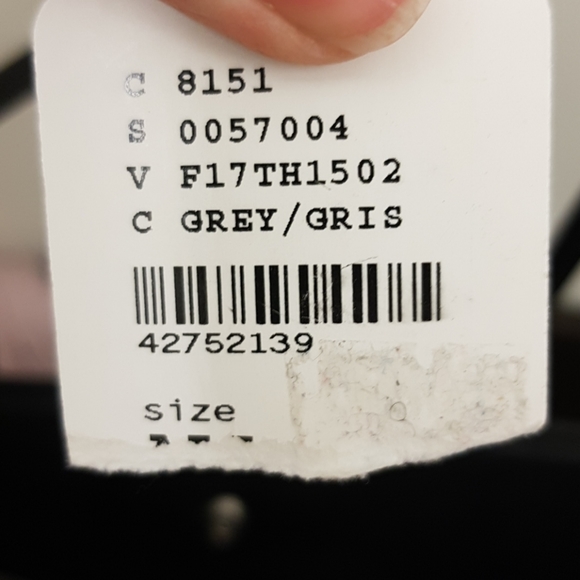 C 8151
S 0057004
V F17TH1502
C GREY/GRIS
42752139
size